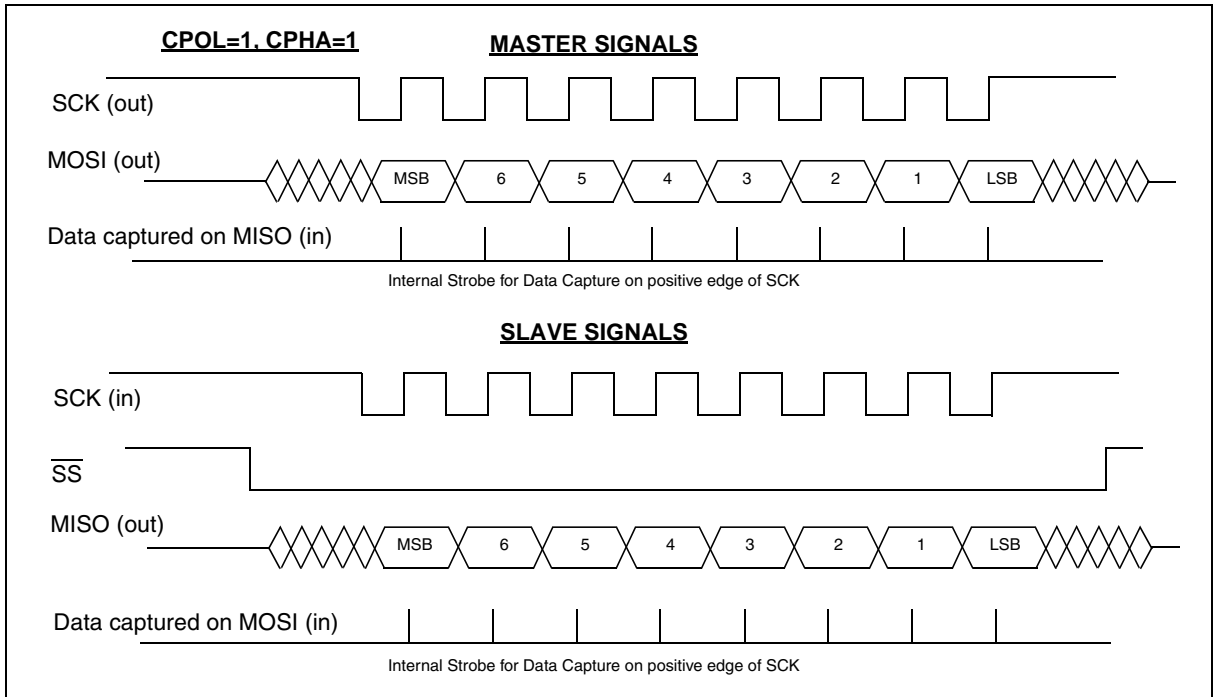 CPOL=1, CPHA=1 MASTER SIGNALS
SCK (out)
MOSI (out)
MSB 6 5 4 3 2 1 LSB
Data captured on MISO (in)
Internal Strobe for Data Capture on positive edge of SCK
SLAVE SIGNALS
SCK (in)
SS
MISO (out)
MSB 6 5 4 3 2 1 LSB
Data captured on MOSI (in)
Internal Strobe for Data Capture on positive edge of SCK